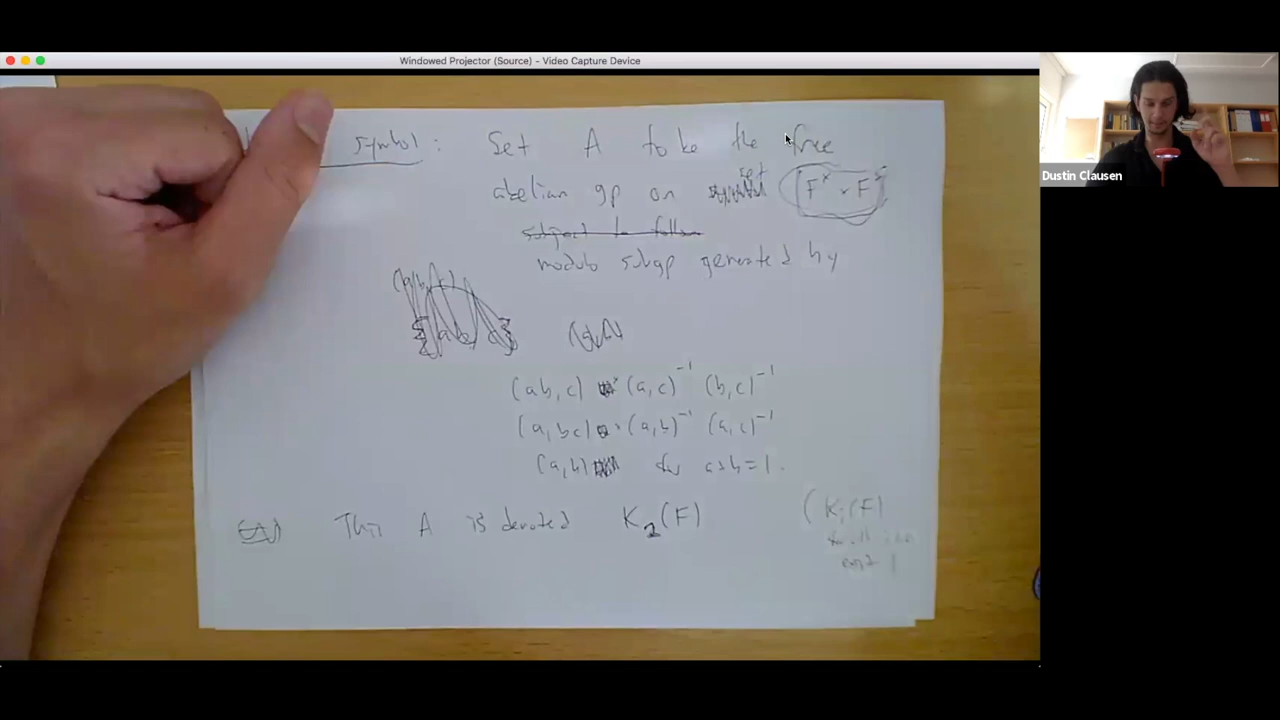 Windowed Projector (Source) - Video Capture Device
Dustin Clausen
symbol : Set A to be the free
abelian gp on set F^× × F^×
subject to follow
modulo subgp generated by
(ab,c) · (a,c)^{-1} (b,c)^{-1}
(a,bc) · (a,b)^{-1} (a,c)^{-1}
(a,b) for a+b=1.
This A is denoted K_2(F) (K_i(F)